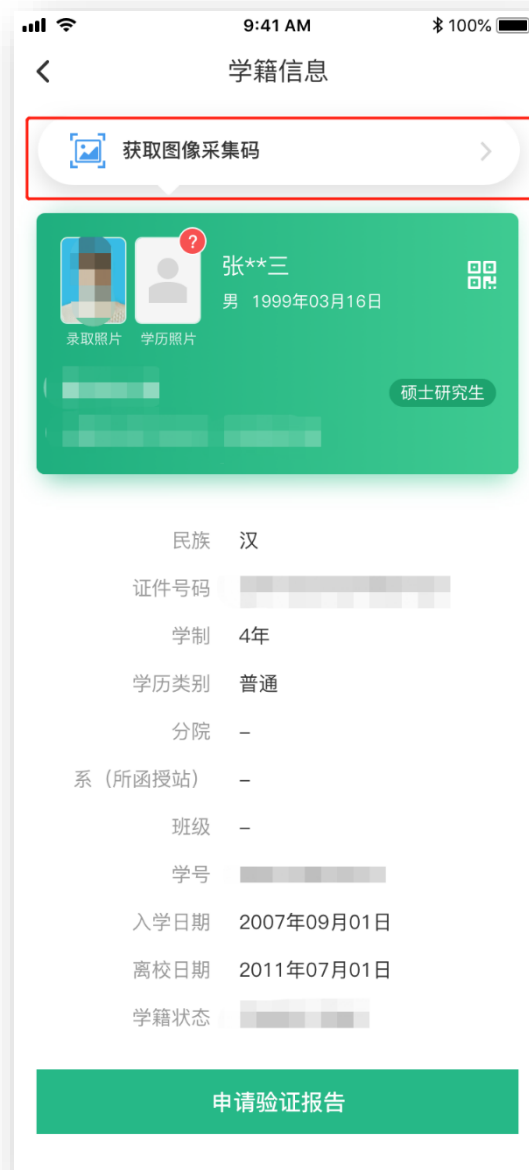 9:41 AM 100%
学籍信息
获取图像采集码
?
张**三
男 1999年03月16日
录取照片 学历照片
硕士研究生
民族 汉
证件号码
学制 4年
学历类别 普通
分院 –
系（所函授站） –
班级 –
学号
入学日期 2007年09月01日
离校日期 2011年07月01日
学籍状态
申请验证报告